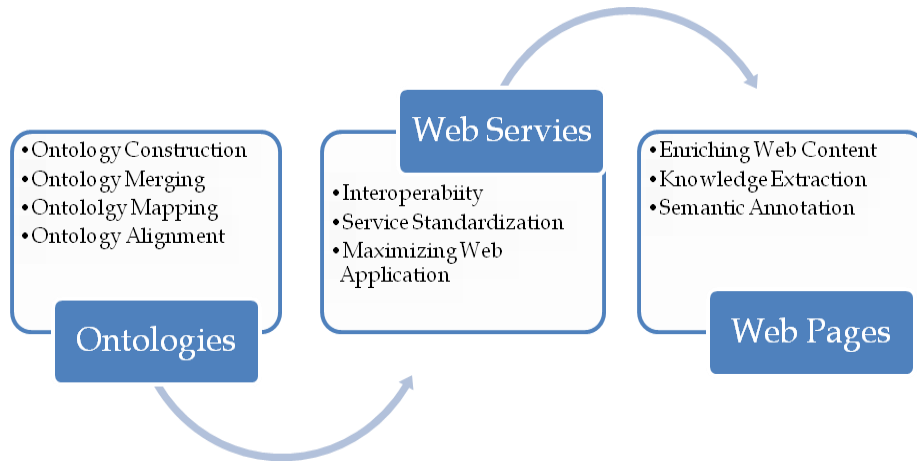 •Ontology Construction
•Ontology Merging
•Ontololgy Mapping
•Ontology Alignment
Ontologies
Web Servies
•Interoperabiity
•Service Standardization
•Maximizing Web
Application
•Enriching Web Content
•Knowledge Extraction
•Semantic Annotation
Web Pages